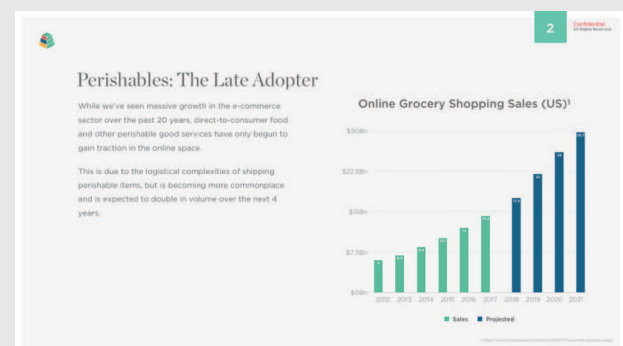 2
Confidential
All Rights Reserved.
Perishables: The Late Adopter
While we've seen massive growth in the e-commerce
sector over the past 20 years, direct-to-consumer food
and other perishable good services have only begun to
gain traction in the online space.
This is due to the logistical complexities of shipping
perishable items, but is becoming more commonplace
and is expected to double in volume over the next 4
years.
Online Grocery Shopping Sales (US)¹
$30Bn
$22.5Bn
$15Bn
$7.5Bn
$0Bn
2012 2013 2014 2015 2016 2017 2018 2019 2020 2021
Sales Projected